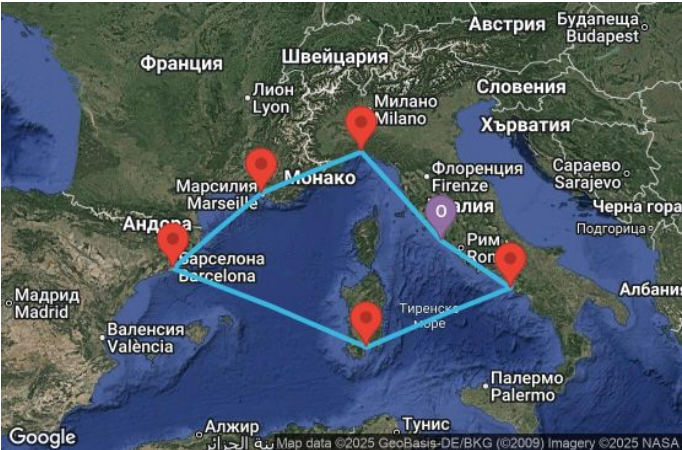 Австрия
Будапеща
Budapest
Франция
Швейцария
Словения
Лион
Lyon
Милано
Milano
Хърватия
Флоренция
Firenze
Сараево
Sarajevo
Марсилия
Marseille
Монако
алия
Черна гора
Подгорица
Андора
О
Рим
Барселона
Barcelona
Мадрид
Madrid
Албания
Тиренско
море
Валенсия
València
Палермо
Palermo
Алжир
Тунис
Google
Map data ©2025 GeoBasis-DE/BKG (©2009) Imagery ©2025 NASA